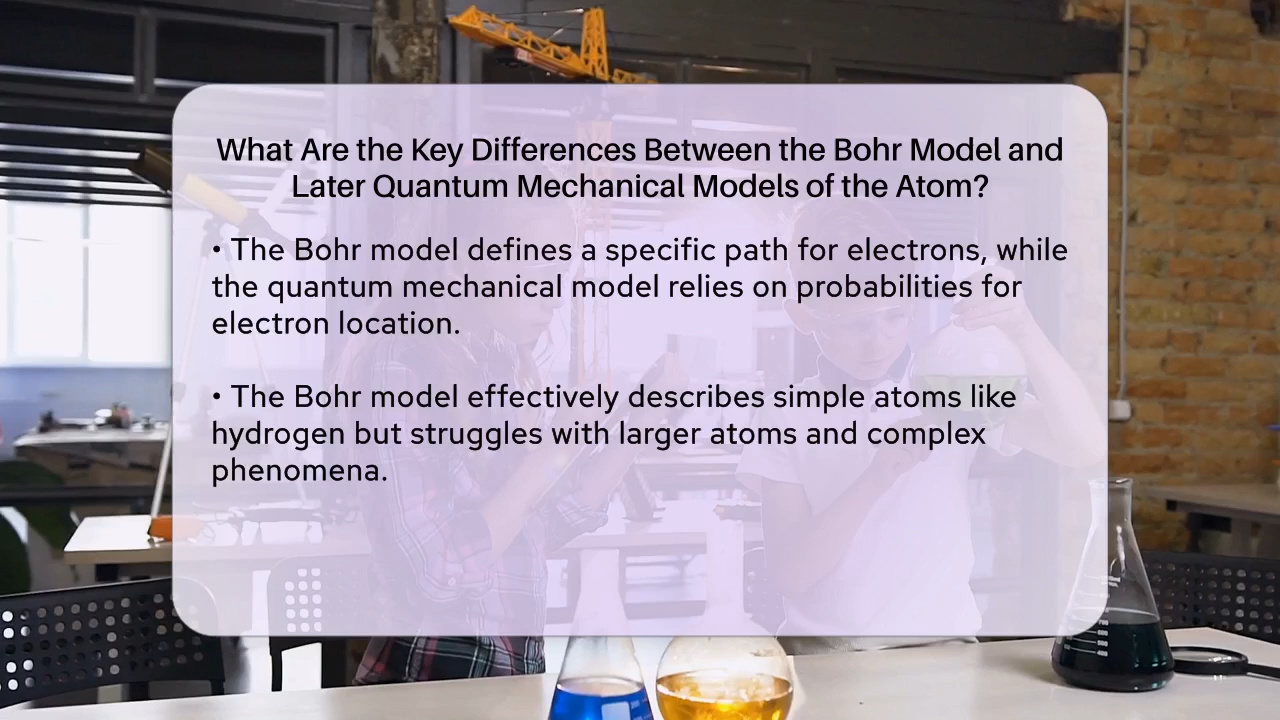 What Are the Key Differences Between the Bohr Model and
Later Quantum Mechanical Models of the Atom?
• The Bohr model defines a specific path for electrons, while
the quantum mechanical model relies on probabilities for
electron location.
• The Bohr model effectively describes simple atoms like
hydrogen but struggles with larger atoms and complex
phenomena.